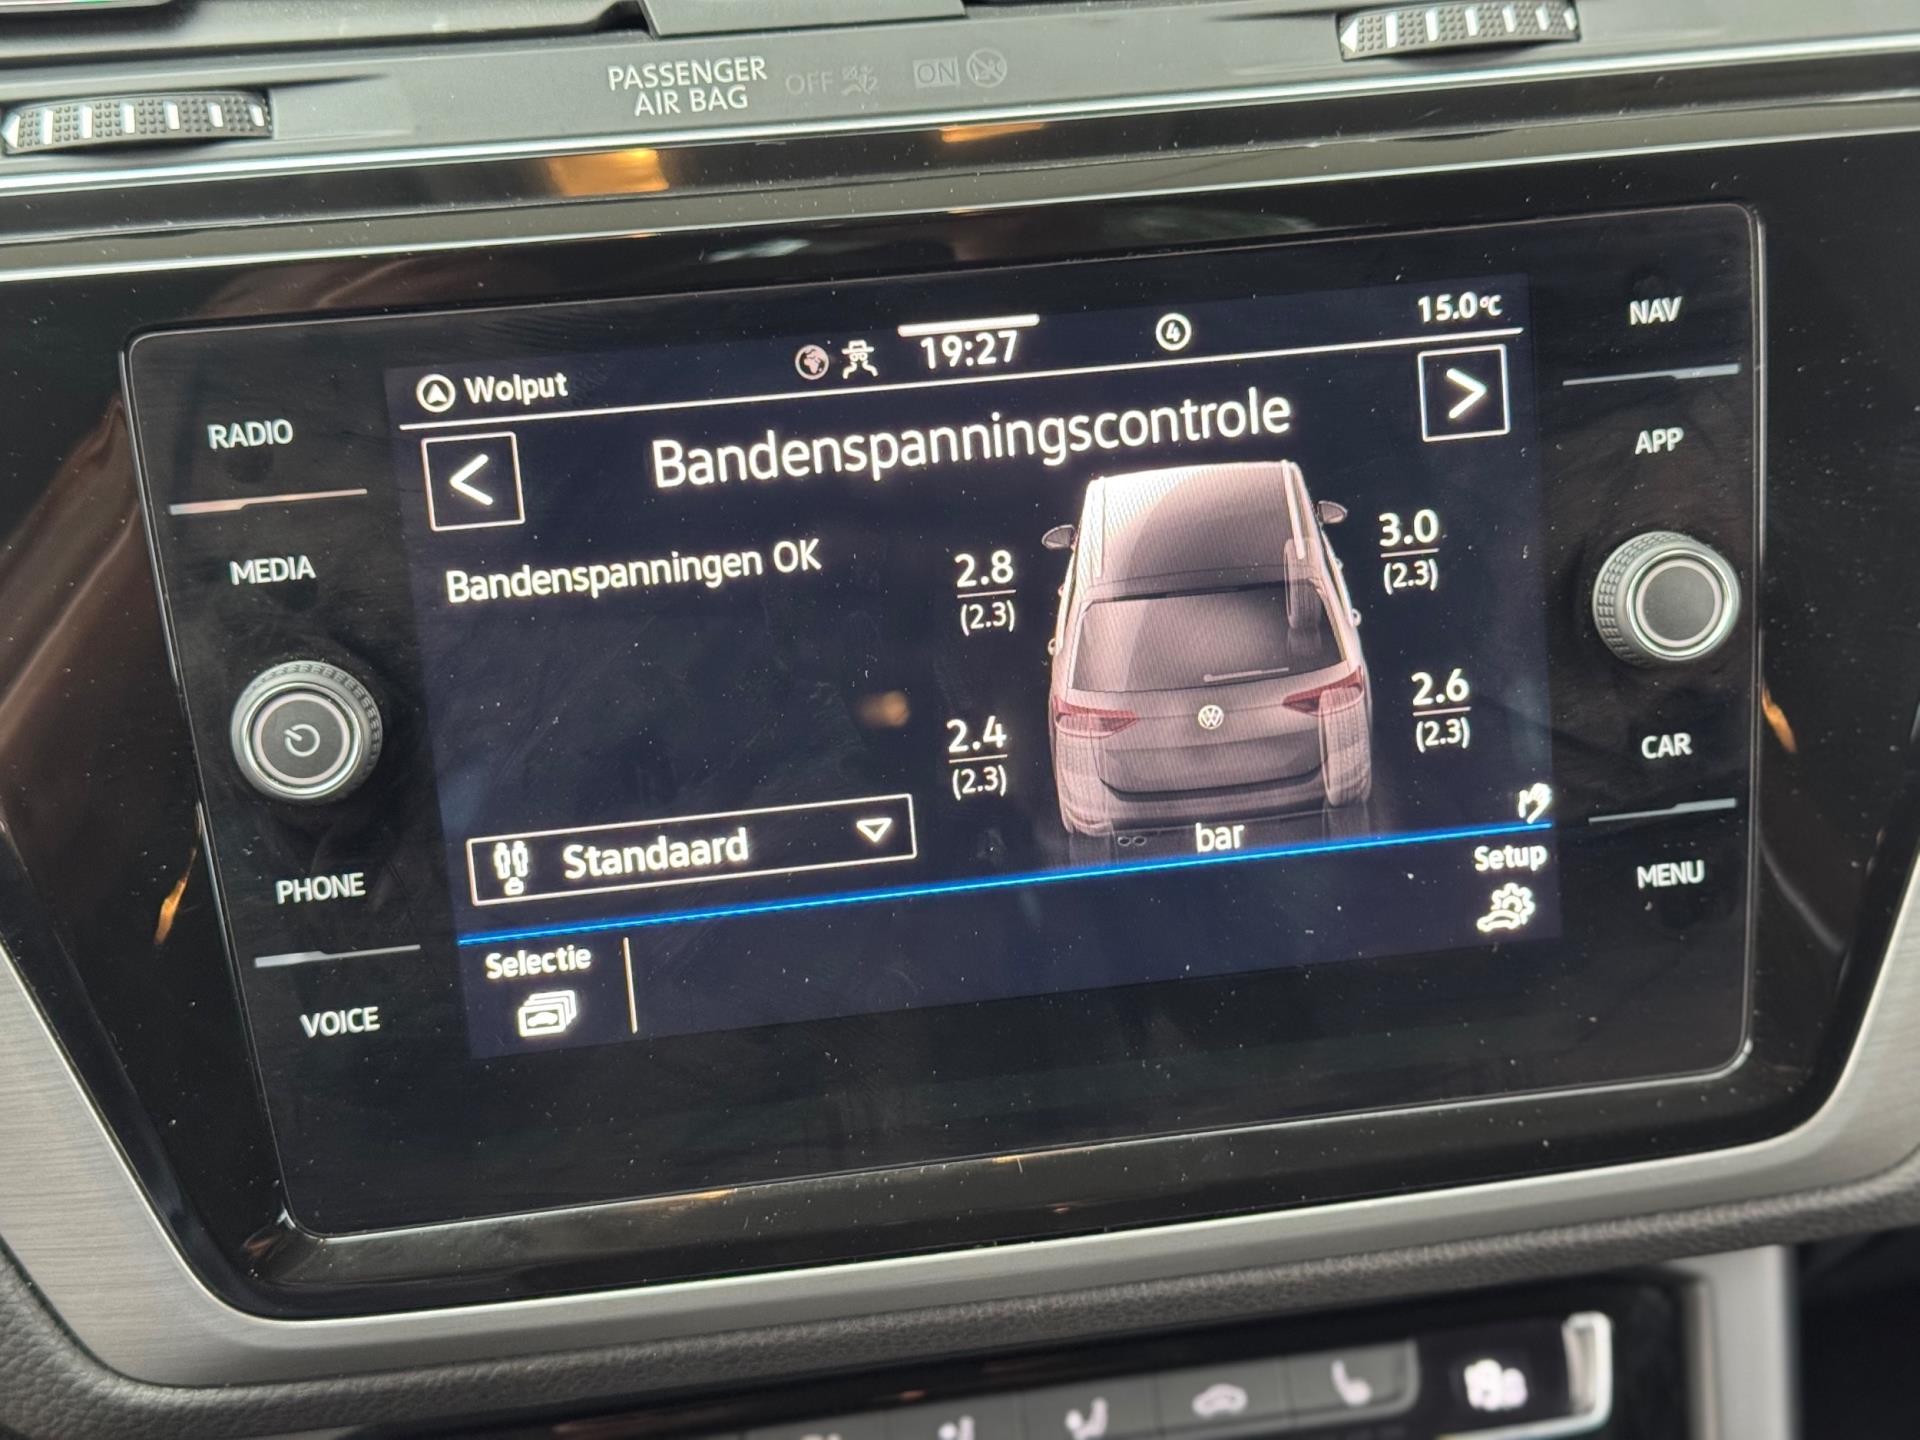 PASSENGER
AIR BAG
OFF 2
ON
15.0°C
NAV
19:27
4
Wolput
RADIO
<
Bandenspanningscontrole
>
APP
MEDIA
Bandenspanningen OK
2.8
(2.3)
3.0
(2.3)
2.4
(2.3)
2.6
(2.3)
CAR
Standaard
bar
Setup
MENU
PHONE
Selectie
VOICE